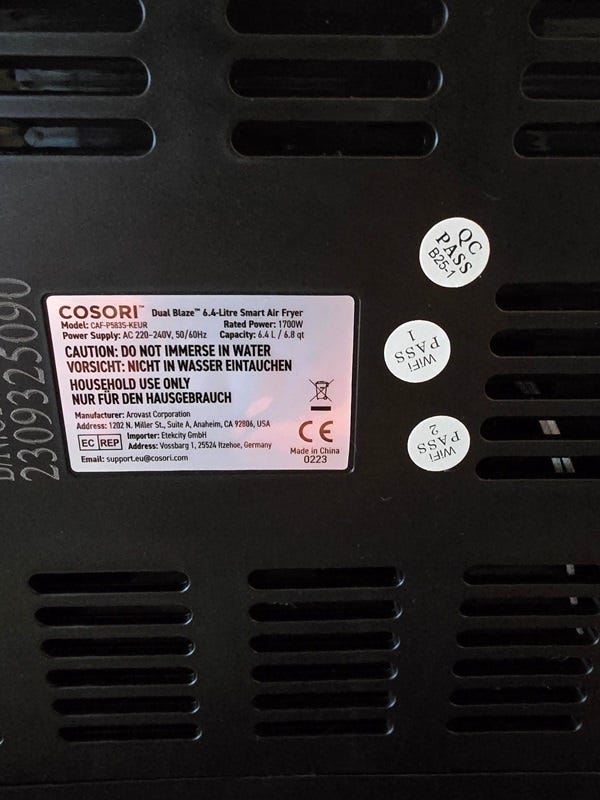 QC
PASS
B25-1
COSORI™ Dual Blaze™ 6.4-Litre Smart Air Fryer
Model: CAF-P583S-KEUR Rated Power: 1700W
Power Supply: AC 220-240V, 50/60Hz Capacity: 6.4 L / 6.8 qt
CAUTION: DO NOT IMMERSE IN WATER
VORSICHT: NICHT IN WASSER EINTAUCHEN
HOUSEHOLD USE ONLY
NUR FÜR DEN HAUSGEBRAUCH
Manufacturer: Arovast Corporation
Address: 1202 N. Miller St., Suite A, Anaheim, CA 92806, USA
EC REP Importer: Etekcity GmbH
Address: Vossbarg 1, 25524 Itzehoe, Germany
Email: support.eu@cosori.com
CE
Made in China
0223
WIFI
PASS
1
WIFI
PASS
2
2309325090